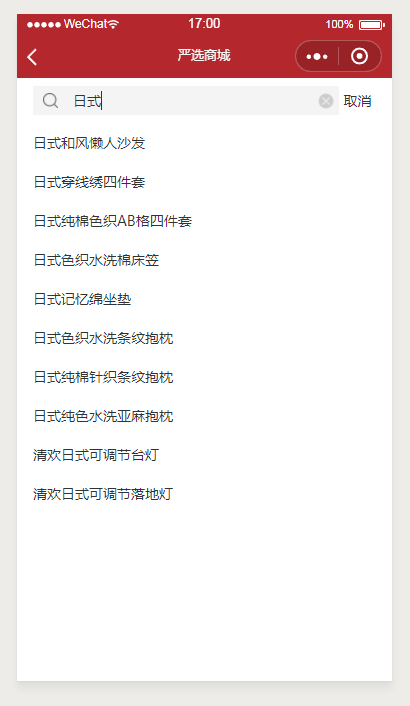 WeChat 17:00 100%
严选商城
日式 取消
日式和风懒人沙发
日式穿线绣四件套
日式纯棉色织AB格四件套
日式色织水洗棉床笠
日式记忆绵坐垫
日式色织水洗条纹抱枕
日式纯棉针织条纹抱枕
日式纯色水洗亚麻抱枕
清欢日式可调节台灯
清欢日式可调节落地灯